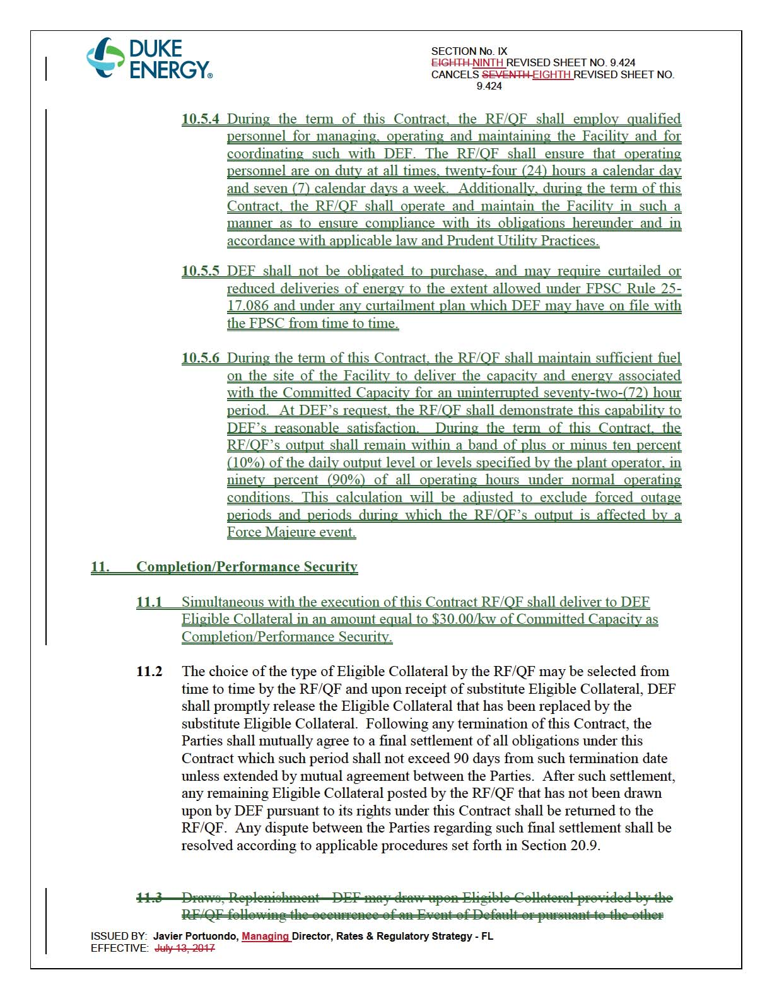 DUKE
ENERGY®
SECTION No. IX
EIGHTH NINTH REVISED SHEET NO. 9.424
CANCELS SEVENTH EIGHTH REVISED SHEET NO.
9.424
10.5.4 During the term of this Contract, the RF/QF shall employ qualified
personnel for managing, operating and maintaining the Facility and for
coordinating such with DEF. The RF/QF shall ensure that operating
personnel are on duty at all times, twenty-four (24) hours a calendar day
and seven (7) calendar days a week. Additionally, during the term of this
Contract, the RF/QF shall operate and maintain the Facility in such a
manner as to ensure compliance with its obligations hereunder and in
accordance with applicable law and Prudent Utility Practices.
10.5.5 DEF shall not be obligated to purchase, and may require curtailed or
reduced deliveries of energy to the extent allowed under FPSC Rule 25-
17.086 and under any curtailment plan which DEF may have on file with
the FPSC from time to time.
10.5.6 During the term of this Contract, the RF/QF shall maintain sufficient fuel
on the site of the Facility to deliver the capacity and energy associated
with the Committed Capacity for an uninterrupted seventy-two-(72) hour
period. At DEF’s request, the RF/QF shall demonstrate this capability to
DEF’s reasonable satisfaction. During the term of this Contract, the
RF/QF’s output shall remain within a band of plus or minus ten percent
(10%) of the daily output level or levels specified by the plant operator, in
ninety percent (90%) of all operating hours under normal operating
conditions. This calculation will be adjusted to exclude forced outage
periods and periods during which the RF/QF’s output is affected by a
Force Majeure event.
11. Completion/Performance Security
11.1 Simultaneous with the execution of this Contract RF/QF shall deliver to DEF
Eligible Collateral in an amount equal to $30.00/kw of Committed Capacity as
Completion/Performance Security.
11.2 The choice of the type of Eligible Collateral by the RF/QF may be selected from
time to time by the RF/QF and upon receipt of substitute Eligible Collateral, DEF
shall promptly release the Eligible Collateral that has been replaced by the
substitute Eligible Collateral. Following any termination of this Contract, the
Parties shall mutually agree to a final settlement of all obligations under this
Contract which such period shall not exceed 90 days from such termination date
unless extended by mutual agreement between the Parties. After such settlement,
any remaining Eligible Collateral posted by the RF/QF that has not been drawn
upon by DEF pursuant to its rights under this Contract shall be returned to the
RF/QF. Any dispute between the Parties regarding such final settlement shall be
resolved according to applicable procedures set forth in Section 20.9.
11.3 Draws, Replenishment - DEF may draw upon Eligible Collateral provided by the
RF/QF following the occurrence of an Event of Default or pursuant to the other
ISSUED BY: Javier Portuondo, Managing Director, Rates & Regulatory Strategy - FL
EFFECTIVE: July 13, 2017